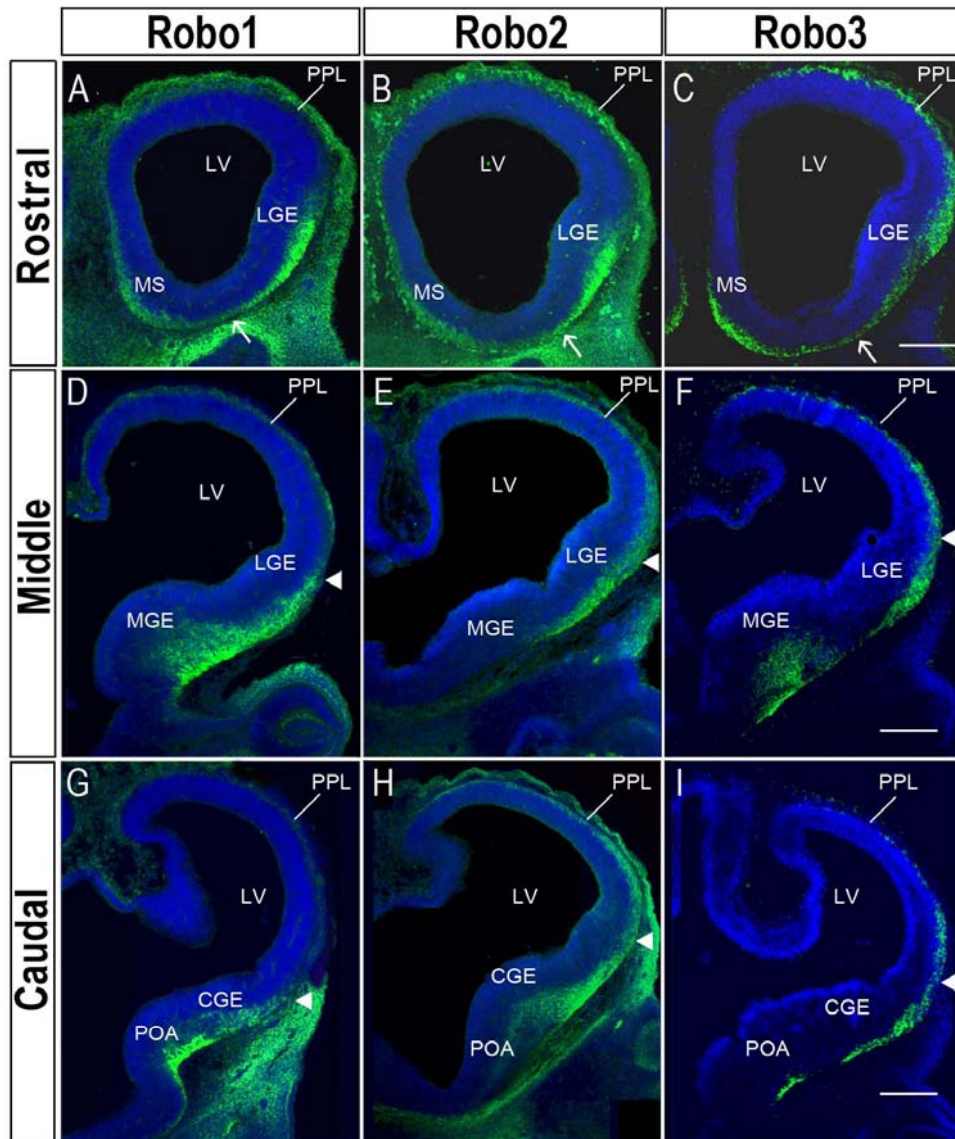 Robo1 Robo2 Robo3
Rostral
A PPL LV LGE MS
B PPL LV LGE MS
C PPL LV LGE MS
Middle
D PPL LV LGE MGE
E PPL LV LGE MGE
F PPL LV LGE MGE
Caudal
G PPL LV CGE POA
H PPL LV CGE POA
I PPL LV CGE POA